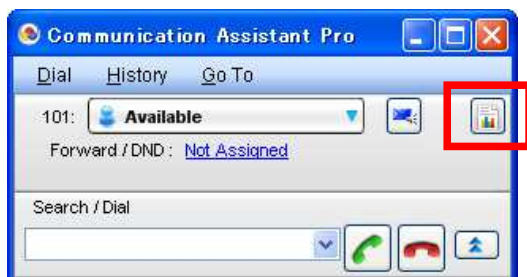 Communication Assistant Pro
Dial History Go To
101: Available
Forward / DND : Not Assigned
Search / Dial